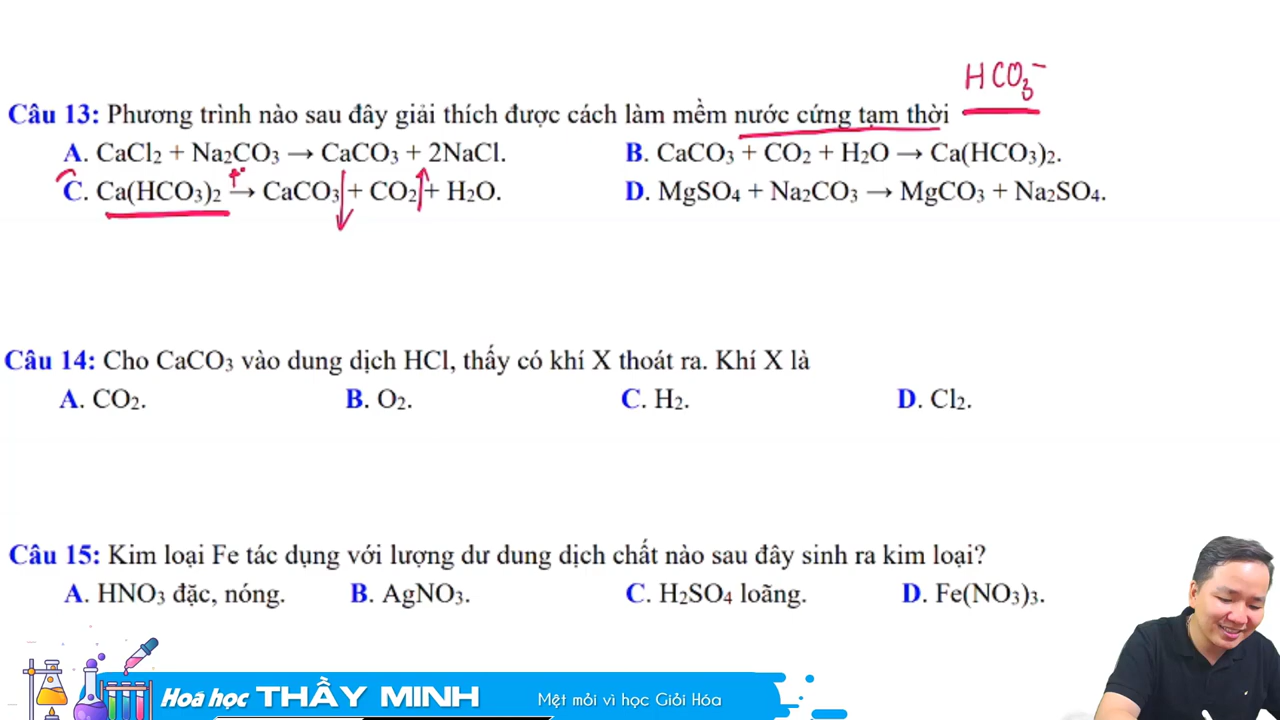 HCO₃⁻
Câu 13: Phương trình nào sau đây giải thích được cách làm mềm nước cứng tạm thời
A. CaCl₂ + Na₂CO₃ → CaCO₃ + 2NaCl. B. CaCO₃ + CO₂ + H₂O → Ca(HCO₃)₂.
t°
C. Ca(HCO₃)₂ → CaCO₃↓ + CO₂↑ + H₂O. D. MgSO₄ + Na₂CO₃ → MgCO₃ + Na₂SO₄.
Câu 14: Cho CaCO₃ vào dung dịch HCl, thấy có khí X thoát ra. Khí X là
A. CO₂. B. O₂. C. H₂. D. Cl₂.
Câu 15: Kim loại Fe tác dụng với lượng dư dung dịch chất nào sau đây sinh ra kim loại?
A. HNO₃ đặc, nóng. B. AgNO₃. C. H₂SO₄ loãng. D. Fe(NO₃)₃.
Hoá học THẦY MINH Mệt mỏi vì học Giỏi Hóa